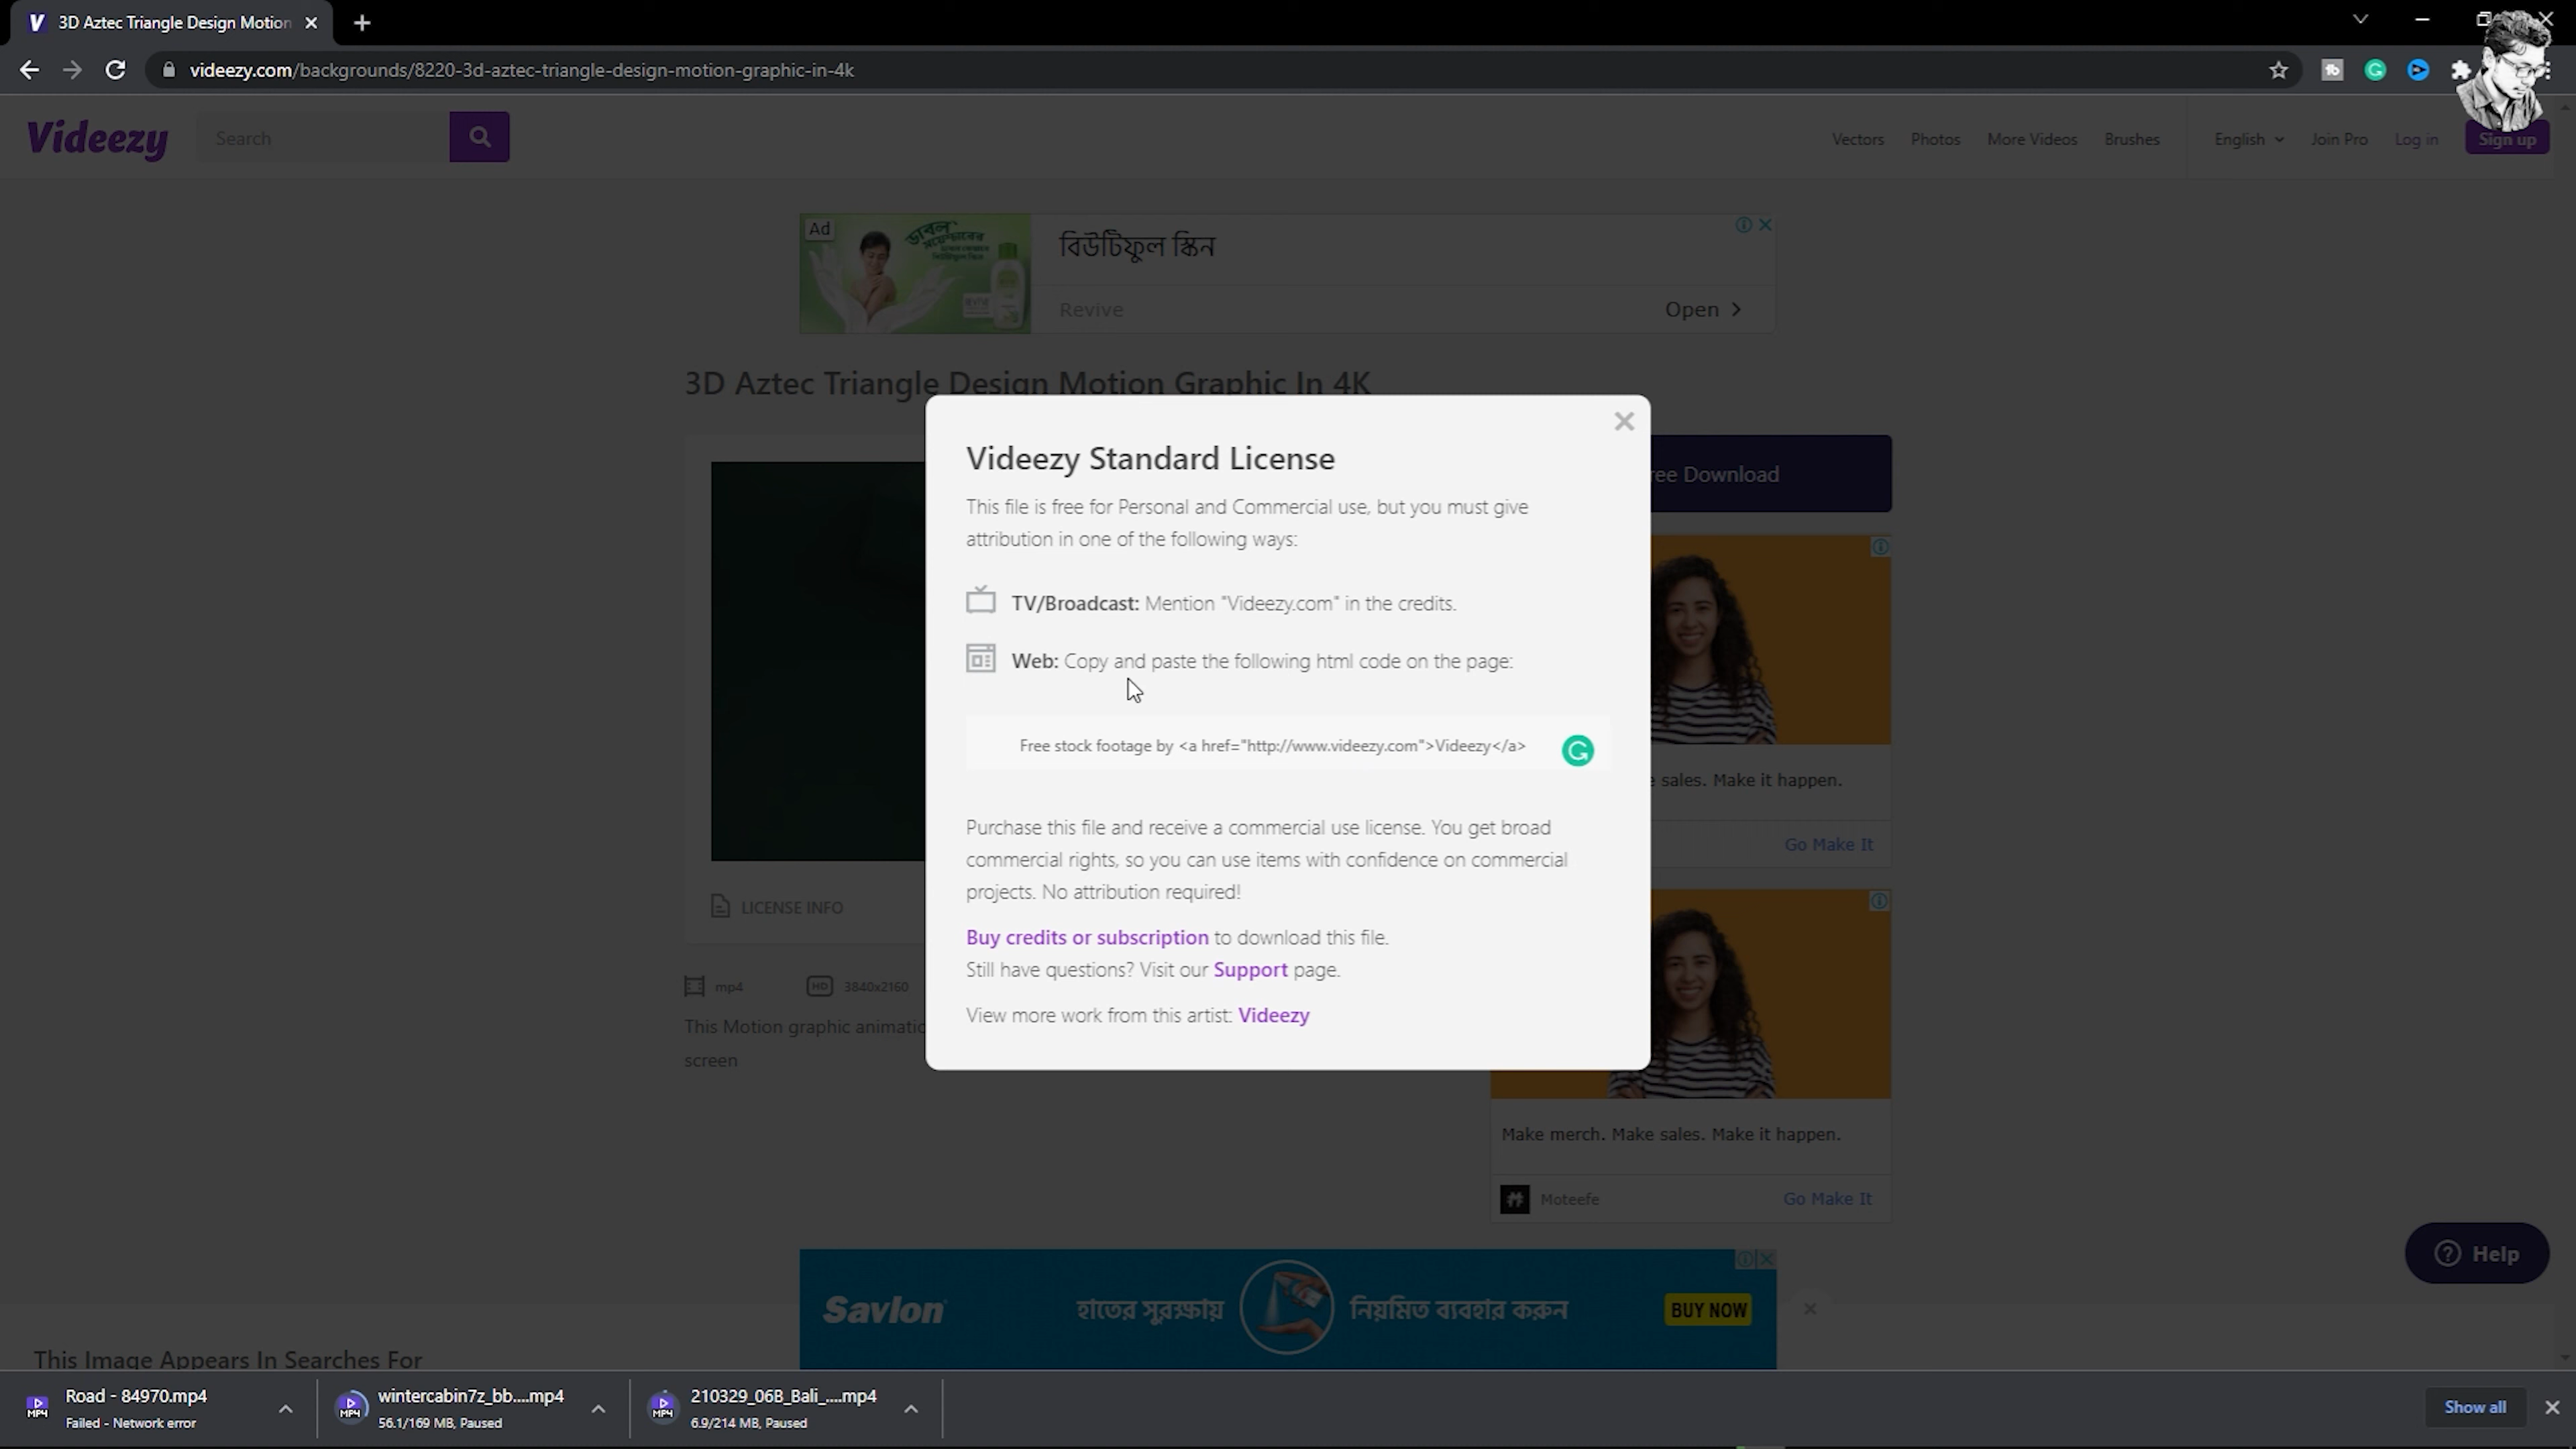 3D Aztec Triangle Design Motion
videezy.com/backgrounds/8220-3d-aztec-triangle-design-motion-graphic-in-4k
Videezy
Search
Vectors
Photos
More Videos
Brushes
English
Join Pro
Log in
Sign up
Ad
বিউটিফুল স্কিন
Revive
Open
3D Aztec Triangle Design Motion Graphic In 4K
ree Download
Videezy Standard License
This file is free for Personal and Commercial use, but you must give
attribution in one of the following ways:
TV/Broadcast: Mention "Videezy.com" in the credits.
Web: Copy and paste the following html code on the page:
Free stock footage by <a href="http://www.videezy.com">Videezy</a>
Purchase this file and receive a commercial use license. You get broad
commercial rights, so you can use items with confidence on commercial
projects. No attribution required!
Buy credits or subscription to download this file.
Still have questions? Visit our Support page.
View more work from this artist: Videezy
sales. Make it happen.
Go Make It
LICENSE INFO
mp4
HD
3840x2160
This Motion graphic animatio
screen
Make merch. Make sales. Make it happen.
Moteefe
Go Make It
Help
Savlon
হাতের সুরক্ষায়
নিয়মিত ব্যবহার করুন
BUY NOW
This Image Appears In Searches For
MP4
Road - 84970.mp4
Failed - Network error
MP4
wintercabin7z_bb....mp4
56.1/169 MB, Paused
MP4
210329_06B_Bali_....mp4
6.9/214 MB, Paused
Show all